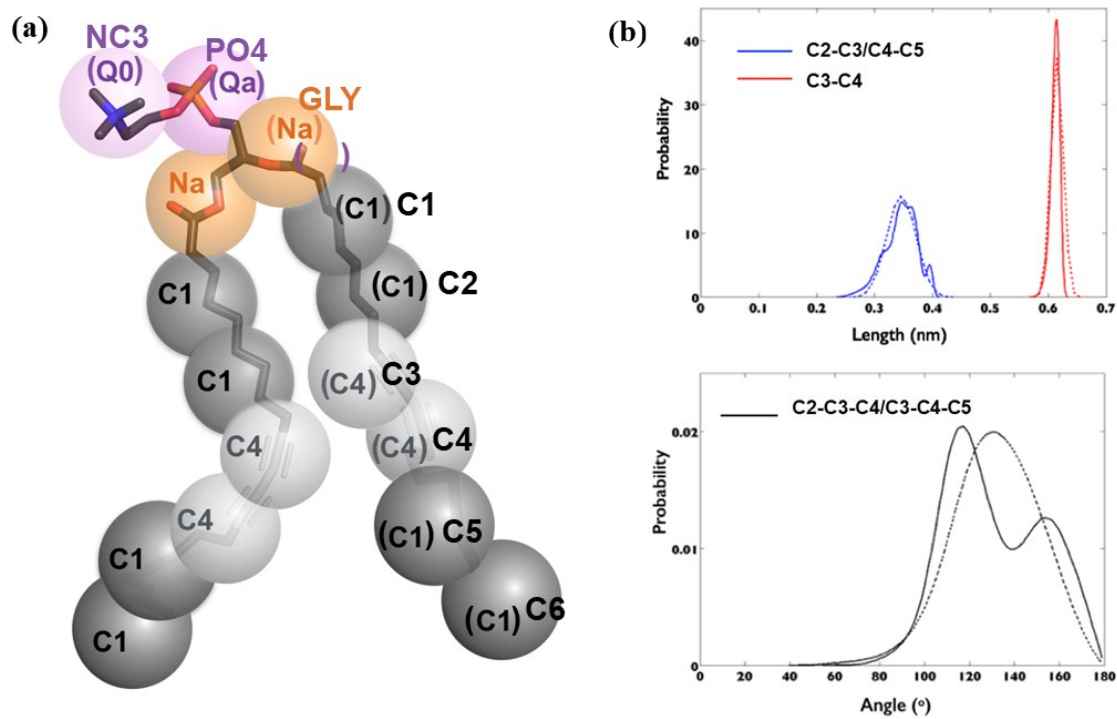 (a)
NC3
(Q0)
PO4
(Qa)
GLY
(Na)
( )
Na
(C1) C1
(C1) C2
C1
C1
(C4) C3
C4
(C4) C4
C4
(C1) C5
C1
(C1) C6
C1
(b)
C2-C3/C4-C5
C3-C4
Probability
40
30
20
10
0
0 0.1 0.2 0.3 0.4 0.5 0.6 0.7
Length (nm)
C2-C3-C4/C3-C4-C5
Probability
0.02
0.01
0
0 20 40 60 80 100 120 140 160 180
Angle (°)